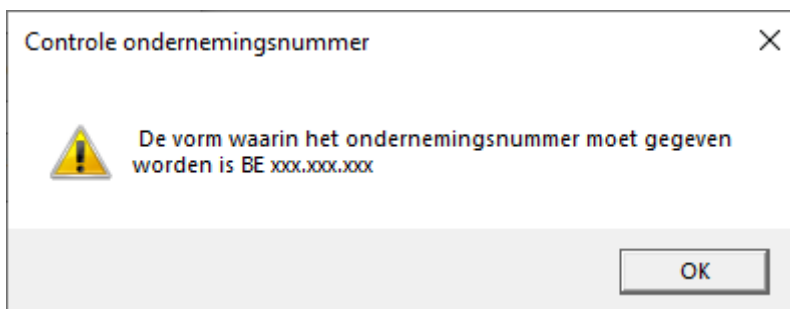 Controle ondernemingsnummer
De vorm waarin het ondernemingsnummer moet gegeven
worden is BE xxx.xxx.xxx
OK